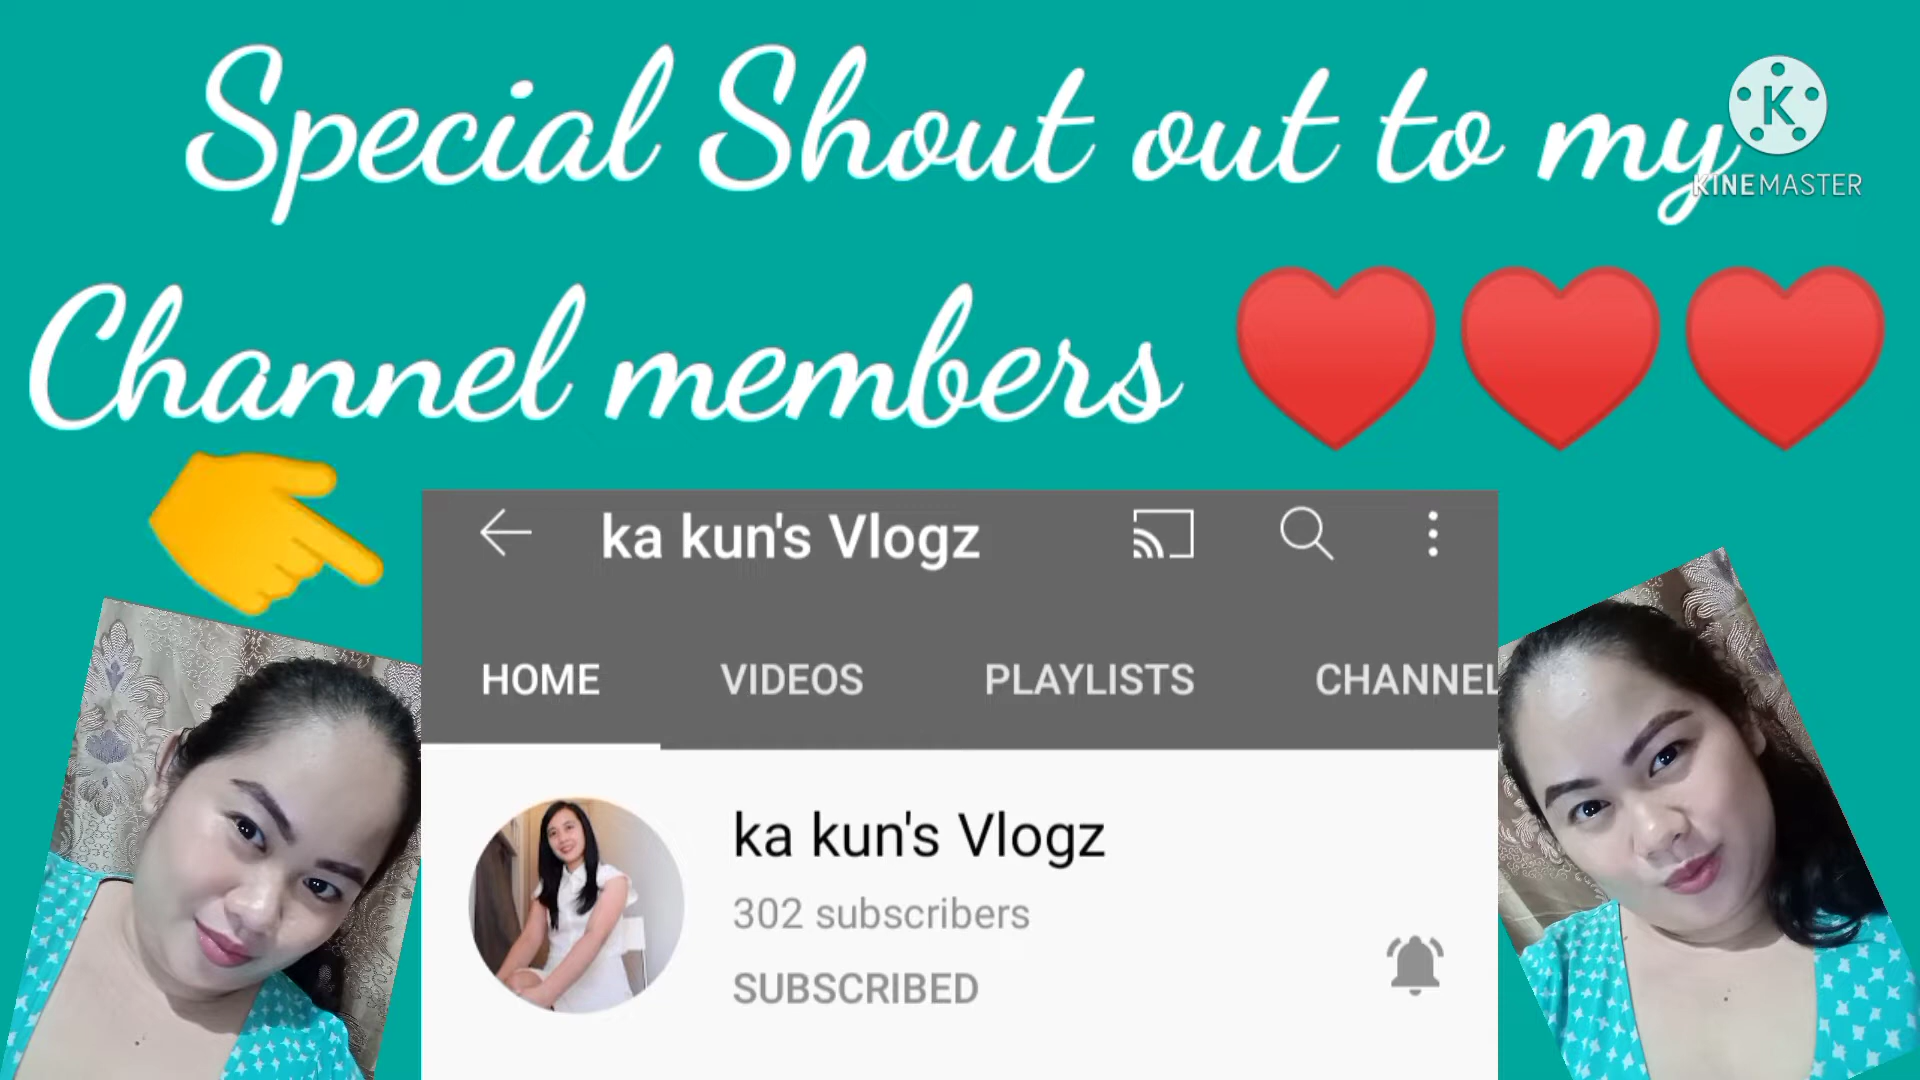 Special Shout out to my
KINEMASTER
Channel members
ka kun's Vlogz
HOME VIDEOS PLAYLISTS CHANNEL
ka kun's Vlogz
302 subscribers
SUBSCRIBED